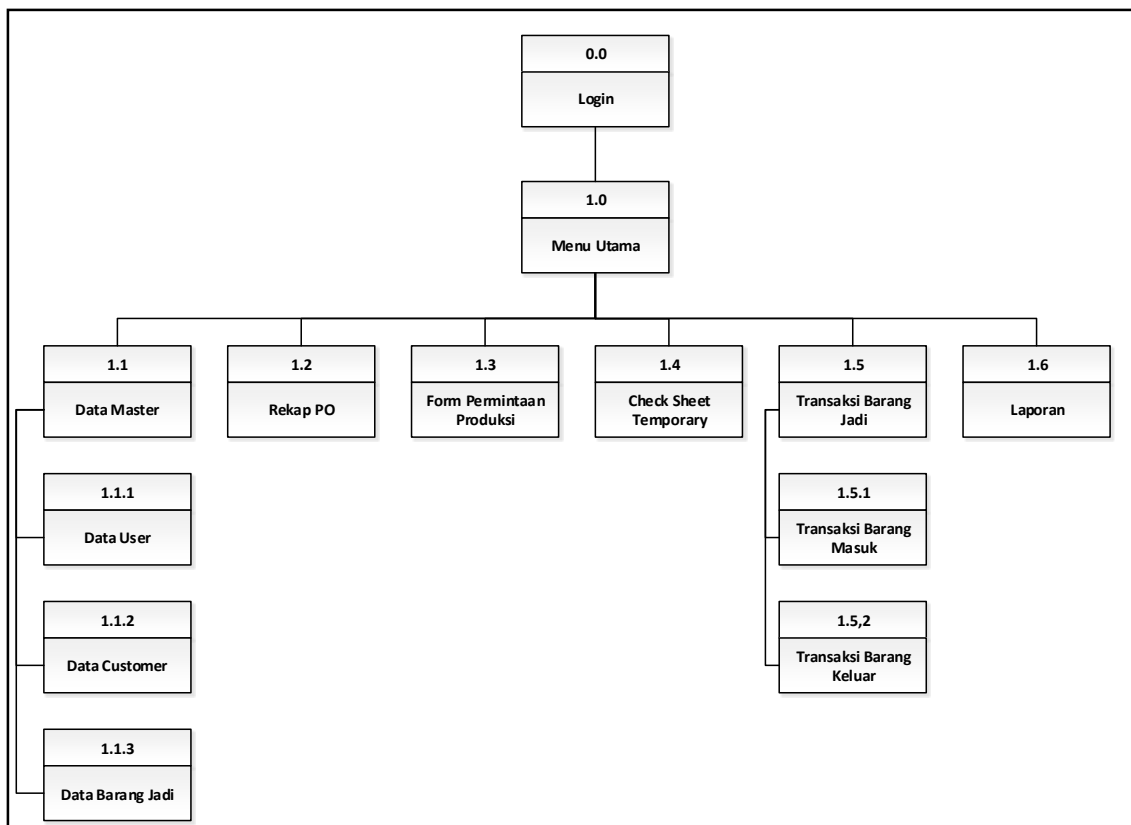 0.0
Login
1.0
Menu Utama
1.1
Data Master
1.2
Rekap PO
1.3
Form Permintaan
Produksi
1.4
Check Sheet
Temporary
1.5
Transaksi Barang
Jadi
1.6
Laporan
1.1.1
Data User
1.5.1
Transaksi Barang
Masuk
1.1.2
Data Customer
1.5,2
Transaksi Barang
Keluar
1.1.3
Data Barang Jadi